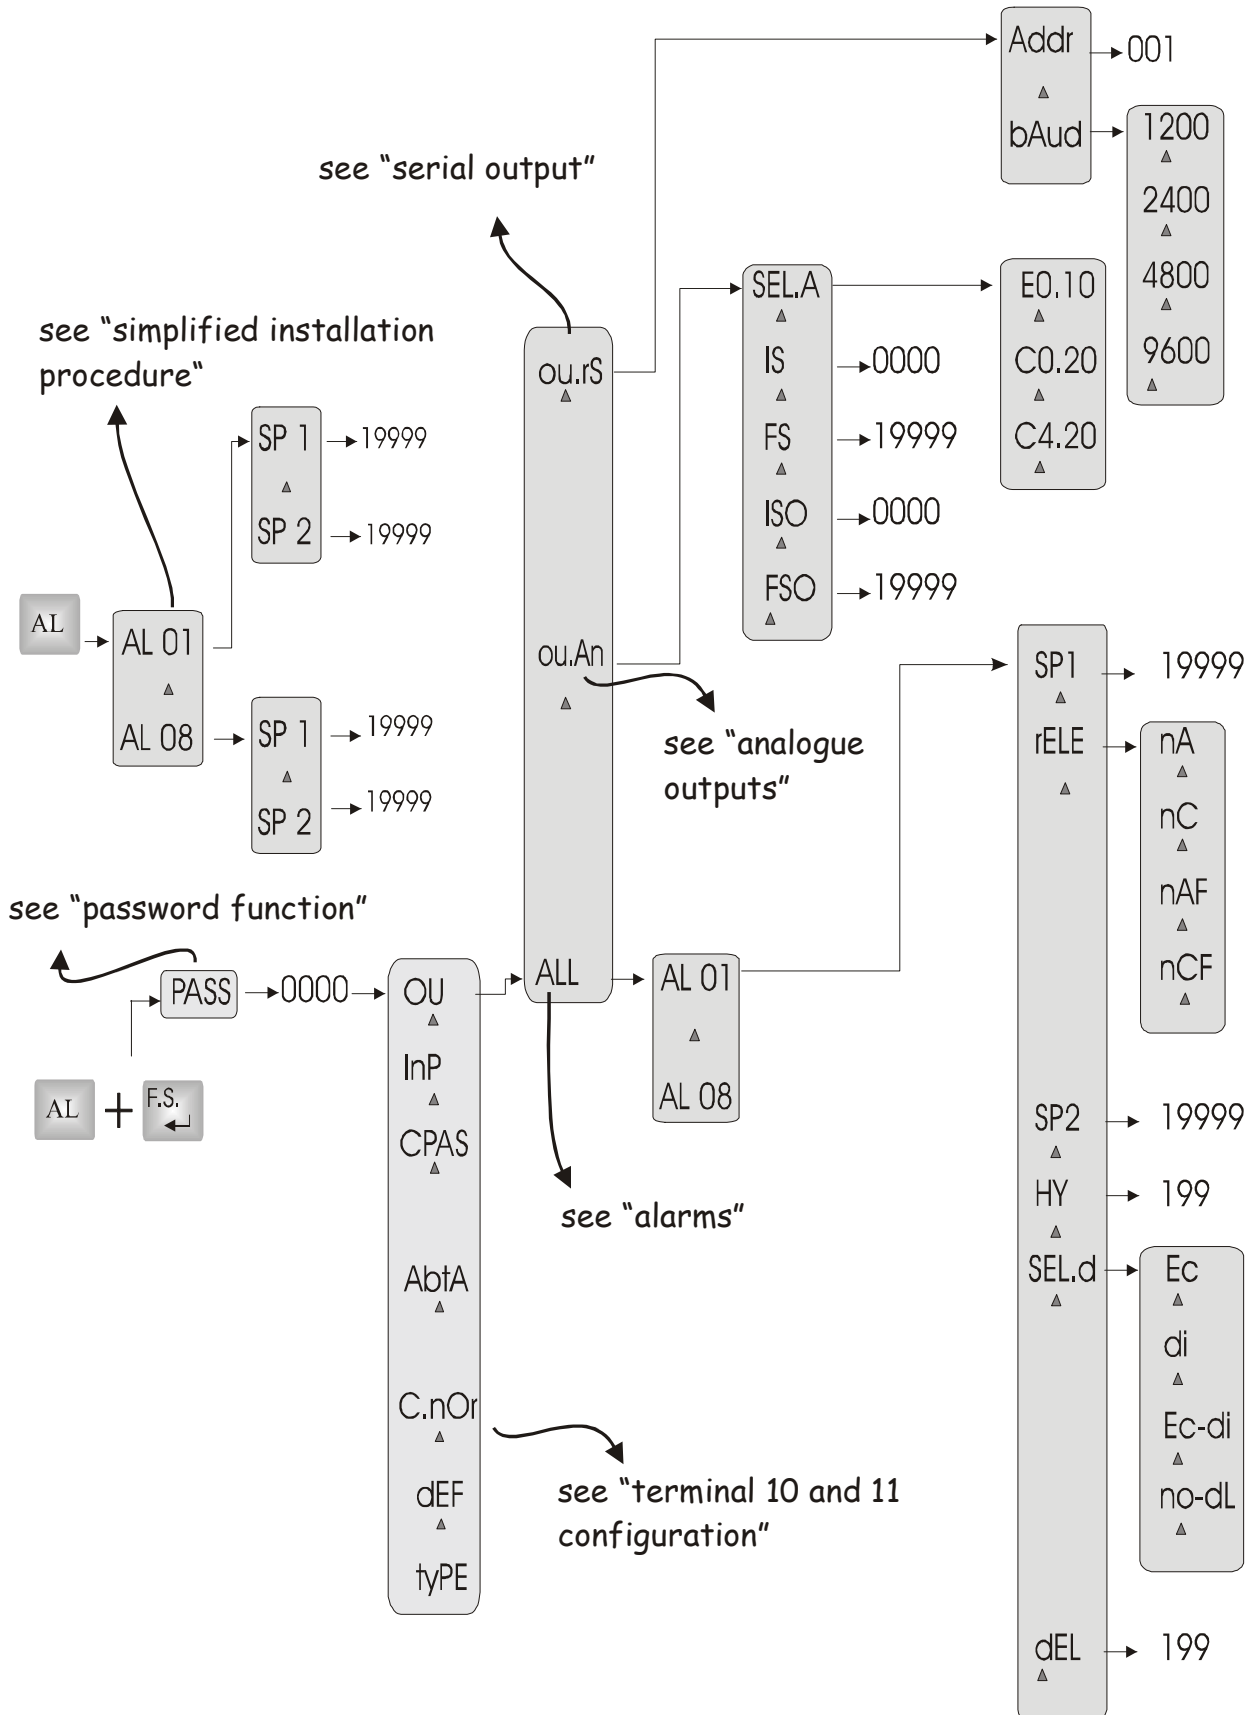 Addr
001
bAud
1200
2400
4800
9600
see “serial output”
SEL.A
IS
0000
FS
19999
ISO
0000
FSO
19999
E0.10
C0.20
C4.20
see “simplified installation
procedure“
SP 1
19999
SP 2
19999
AL
AL 01
AL 08
SP 1
19999
SP 2
19999
ou.rS
ou.An
ALL
see “analogue
outputs”
see “password function”
PASS
0000
AL
+
F.S.
OU
InP
CPAS
AbtA
C.nOr
dEF
tyPE
AL 01
AL 08
see “alarms”
see “terminal 10 and 11
configuration”
SP1
19999
rELE
nA
nC
nAF
nCF
SP2
19999
HY
199
SEL.d
Ec
di
Ec-di
no-dL
dEL
199